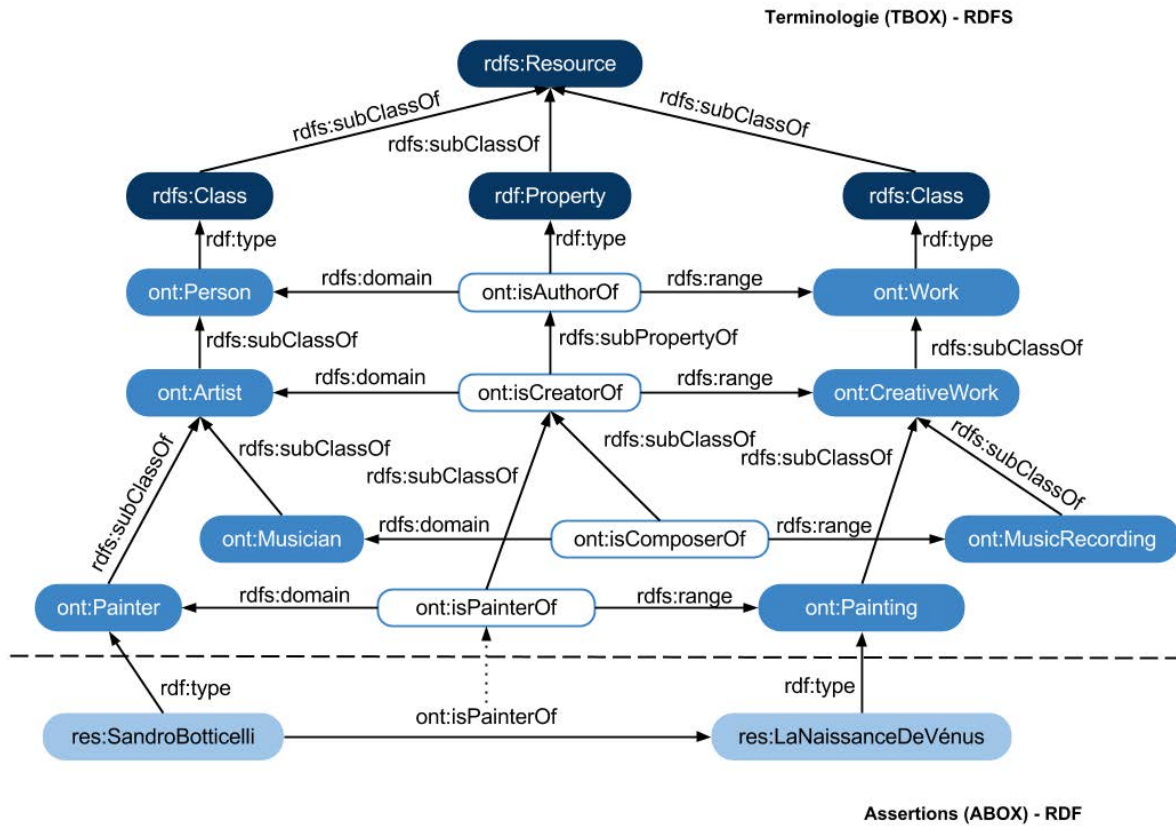 Terminologie (TBOX) - RDFS
rdfs:Resource
rdfs:subClassOf
rdfs:subClassOf
rdfs:subClassOf
rdfs:Class
rdf:Property
rdfs:Class
rdf:type
rdf:type
rdf:type
ont:Person
rdfs:domain
ont:isAuthorOf
rdfs:range
ont:Work
rdfs:subClassOf
rdfs:subPropertyOf
rdfs:subClassOf
ont:Artist
rdfs:domain
ont:isCreatorOf
rdfs:range
ont:CreativeWork
rdfs:subClassOf
rdfs:subClassOf
rdfs:subClassOf
rdfs:subClassOf
rdfs:subClassOf
rdfs:subClassOf
ont:Musician
rdfs:domain
ont:isComposerOf
rdfs:range
ont:MusicRecording
ont:Painter
rdfs:domain
ont:isPainterOf
rdfs:range
ont:Painting
rdf:type
rdf:type
res:SandroBotticelli
ont:isPainterOf
res:LaNaissanceDeVénus
Assertions (ABOX) - RDF